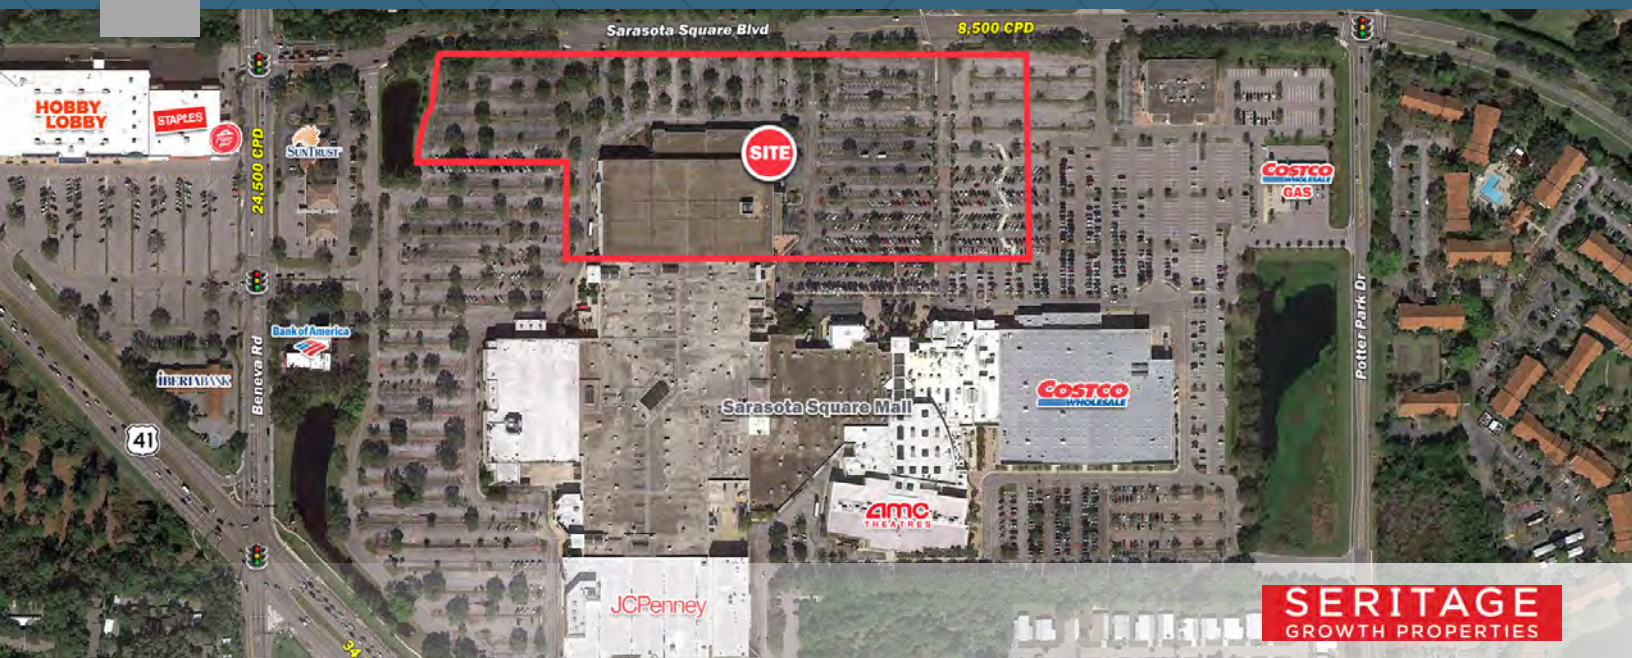 Sarasota Square Blvd
8,500 CPD
HOBBY
LOBBY
STAPLES
SUNTRUST
SITE
24,500 CPD
COSTCO
WHOLESALE
GAS
Bank of America
IBERIABANK
Beneva Rd
Potter Park Dr
Sarasota Square Mall
COSTCO
WHOLESALE
41
amc
THEATRES
JCPenney
34
SERITAGE
GROWTH PROPERTIES